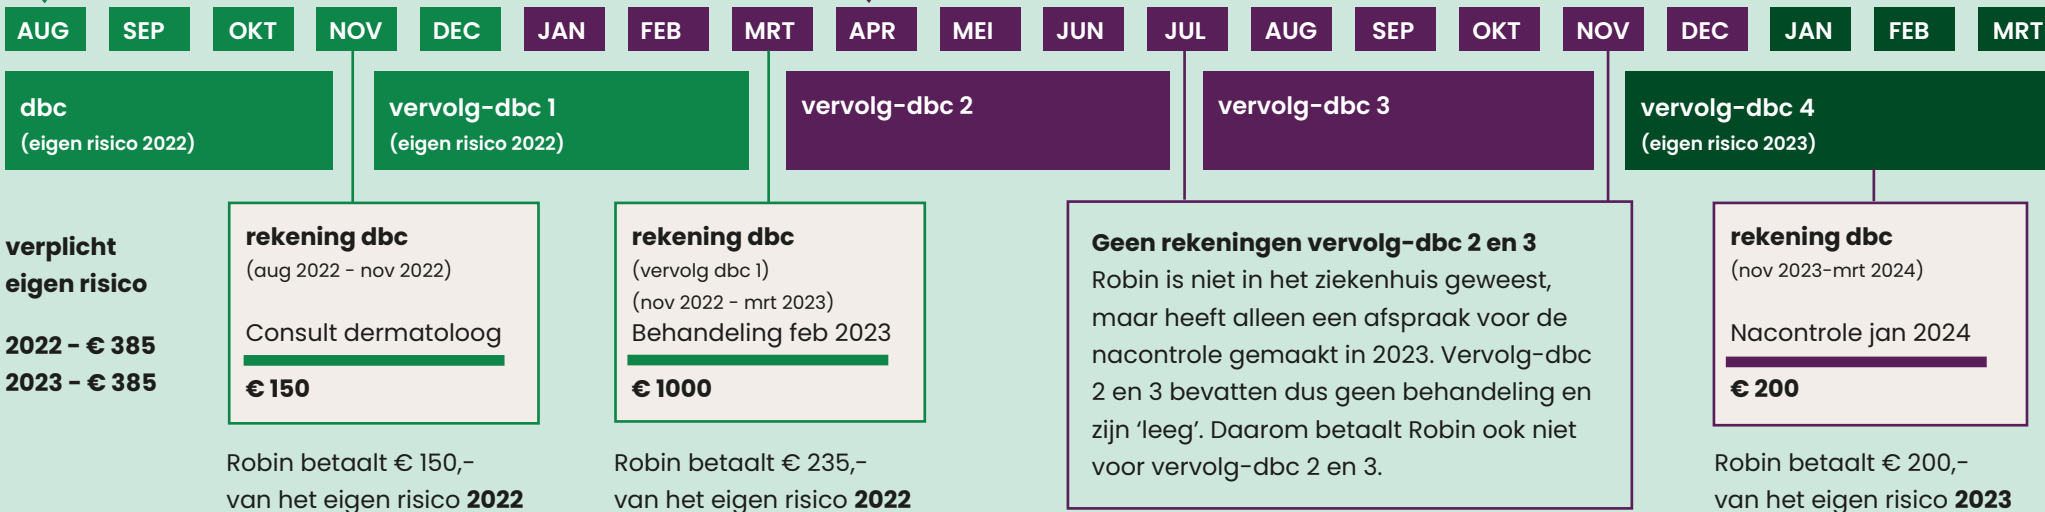 AUG SEP OKT NOV DEC JAN FEB MRT APR MEI JUN JUL AUG SEP OKT NOV DEC JAN FEB MRT
dbc
(eigen risico 2022)
vervolg-dbc 1
(eigen risico 2022)
vervolg-dbc 2
vervolg-dbc 3
vervolg-dbc 4
(eigen risico 2023)
verplicht
eigen risico
2022 - € 385
2023 - € 385
rekening dbc
(aug 2022 - nov 2022)
Consult dermatoloog
€ 150
Robin betaalt € 150,-
van het eigen risico 2022
rekening dbc
(vervolg dbc 1)
(nov 2022 - mrt 2023)
Behandeling feb 2023
€ 1000
Robin betaalt € 235,-
van het eigen risico 2022
Geen rekeningen vervolg-dbc 2 en 3
Robin is niet in het ziekenhuis geweest,
maar heeft alleen een afspraak voor de
nacontrole gemaakt in 2023. Vervolg-dbc
2 en 3 bevatten dus geen behandeling en
zijn ‘leeg’. Daarom betaalt Robin ook niet
voor vervolg-dbc 2 en 3.
rekening dbc
(nov 2023-mrt 2024)
Nacontrole jan 2024
€ 200
Robin betaalt € 200,-
van het eigen risico 2023